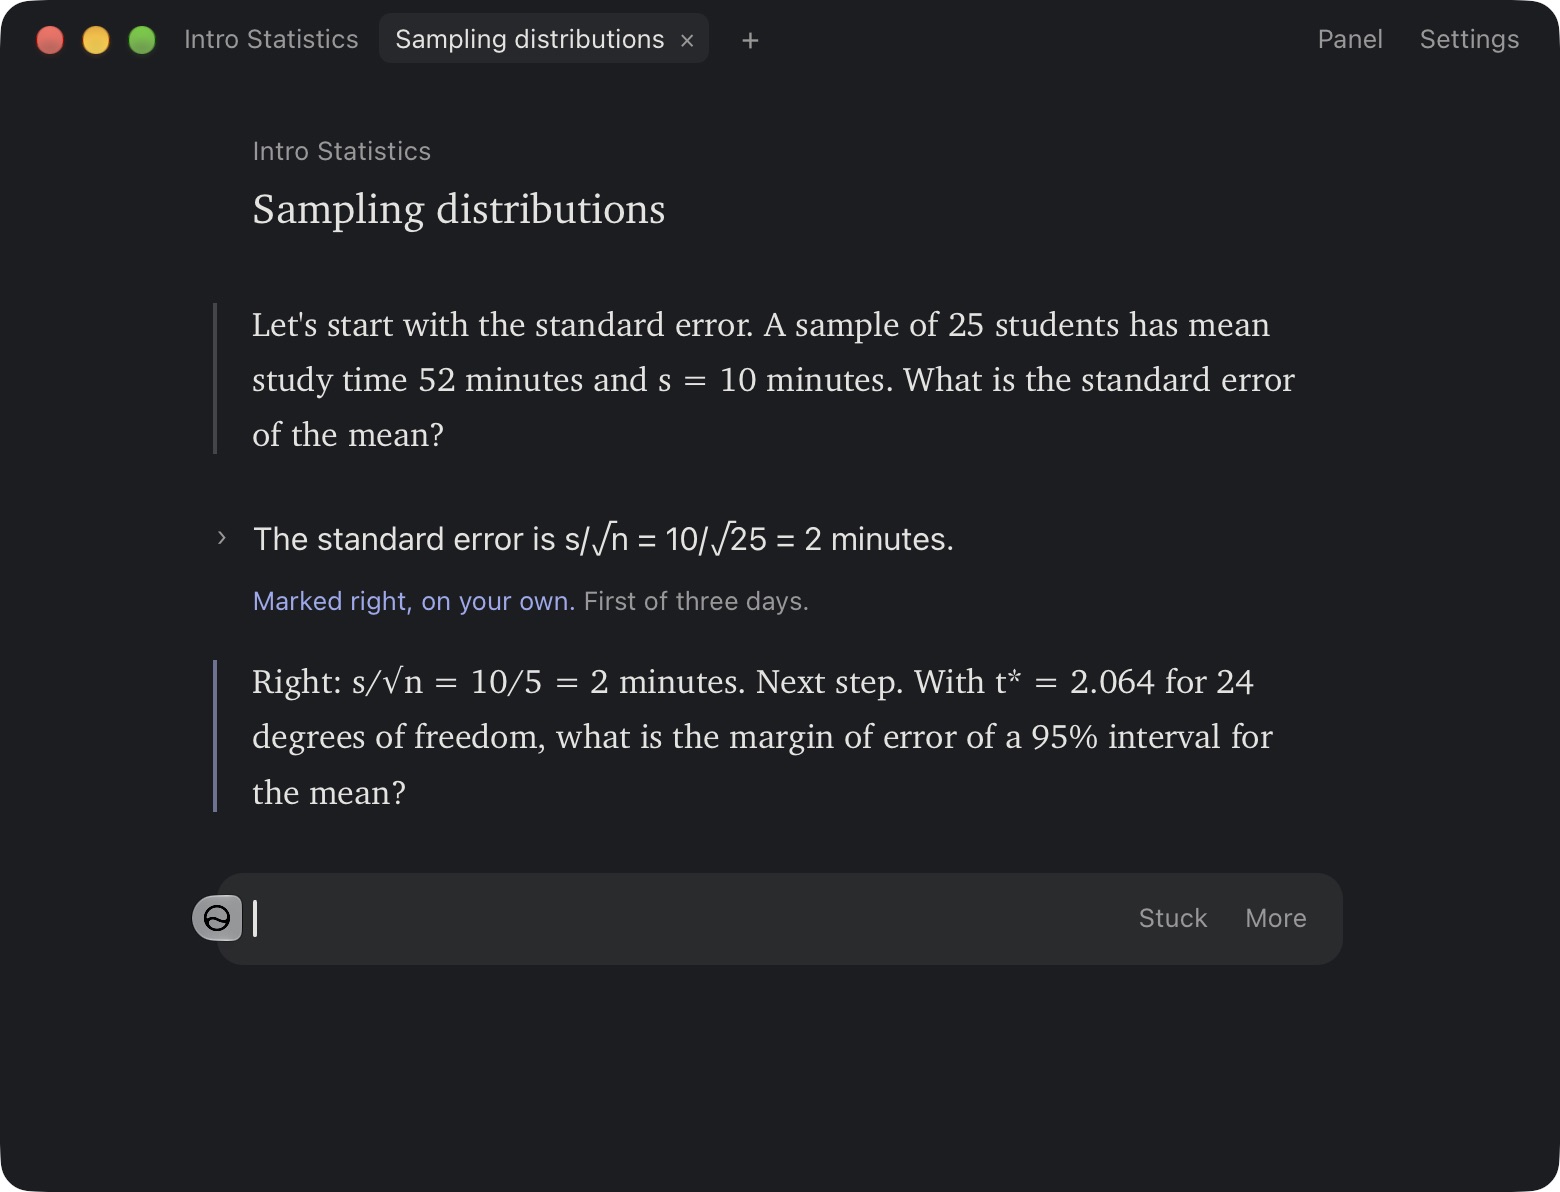 Intro Statistics
Sampling distributions ×
+
Panel
Settings
Intro Statistics
Sampling distributions
Let's start with the standard error. A sample of 25 students has mean
study time 52 minutes and s = 10 minutes. What is the standard error
of the mean?
› The standard error is s/√n = 10/√25 = 2 minutes.
Marked right, on your own. First of three days.
Right: s/√n = 10/5 = 2 minutes. Next step. With t* = 2.064 for 24
degrees of freedom, what is the margin of error of a 95% interval for
the mean?
Stuck
More